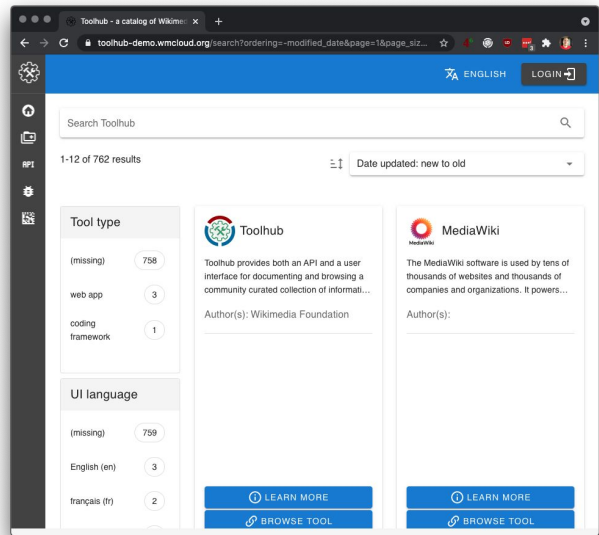 Toolhub - a catalog of Wikimed
toolhub-demo.wmcloud.org/search?ordering=-modified_date&page=1&page_siz...
ENGLISH
LOGIN
Search Toolhub
1-12 of 762 results
Date updated: new to old
API
Tool type
(missing) 758
web app 3
coding framework 1
UI language
(missing) 759
English (en) 3
français (fr) 2
Toolhub
Toolhub provides both an API and a user
interface for documenting and browsing a
community curated collection of informati...
Author(s): Wikimedia Foundation
LEARN MORE
BROWSE TOOL
MediaWiki
MediaWiki
The MediaWiki software is used by tens of
thousands of websites and thousands of
companies and organizations. It powers...
Author(s):
LEARN MORE
BROWSE TOOL